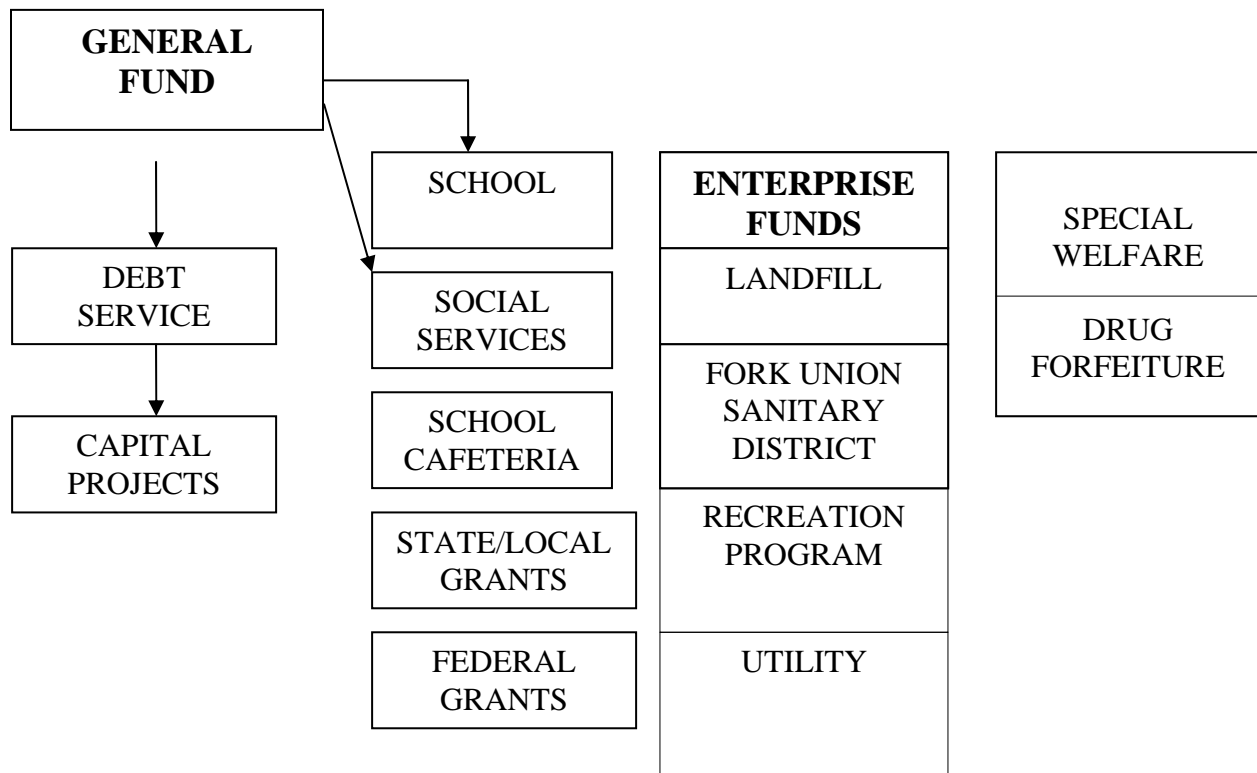 GENERAL
FUND
DEBT
SERVICE
CAPITAL
PROJECTS
SCHOOL
SOCIAL
SERVICES
SCHOOL
CAFETERIA
STATE/LOCAL
GRANTS
FEDERAL
GRANTS
ENTERPRISE
FUNDS
LANDFILL
FORK UNION
SANITARY
DISTRICT
RECREATION
PROGRAM
UTILITY
SPECIAL
WELFARE
DRUG
FORFEITURE